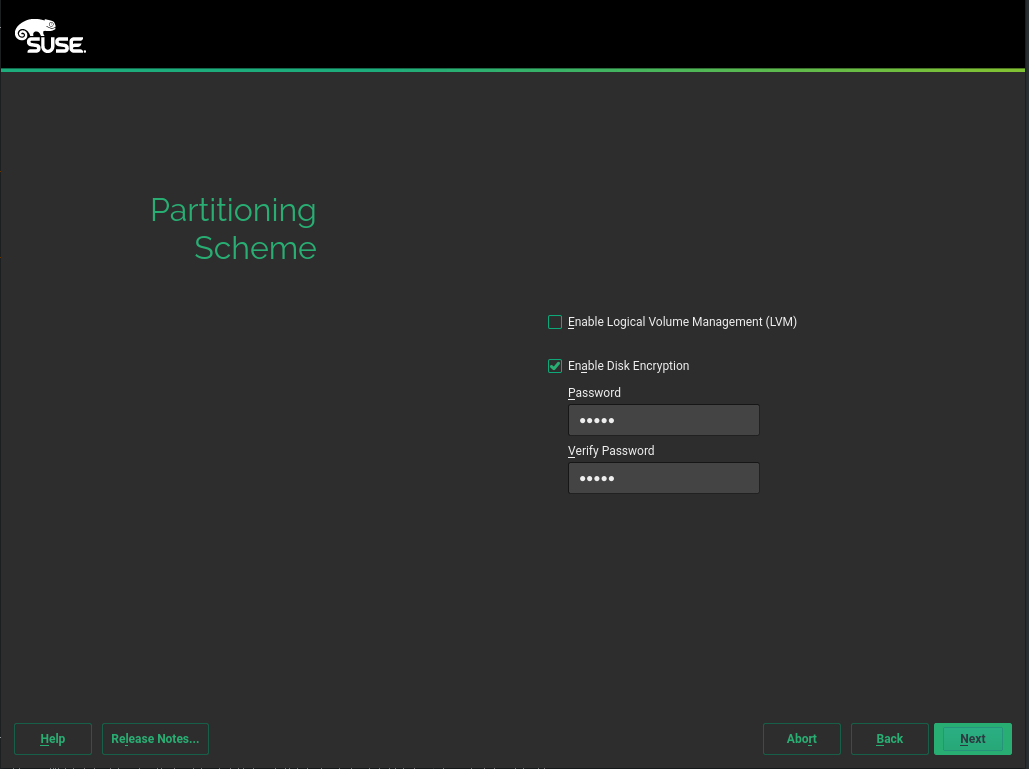 SUSE.
Partitioning
Scheme
Enable Logical Volume Management (LVM)
Enable Disk Encryption
Password
•••••
Verify Password
•••••
Help
Release Notes...
Abort
Back
Next